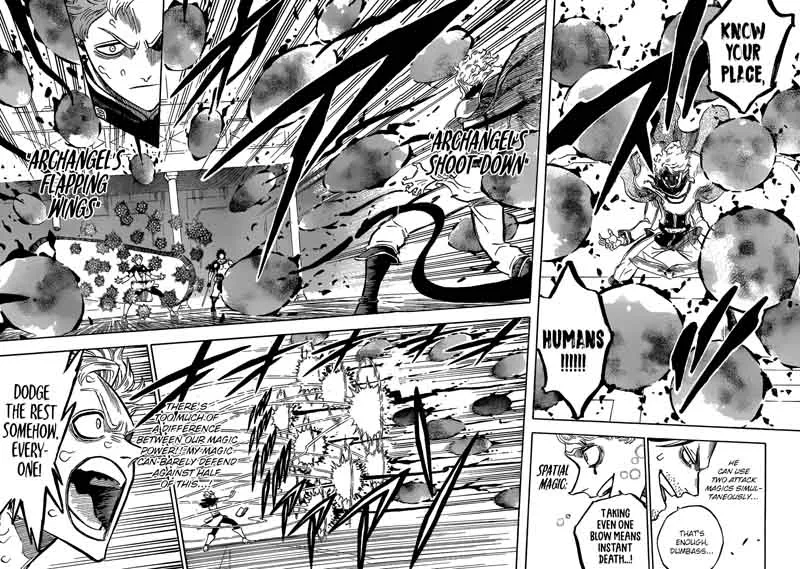 KNOW
YOUR
PLACE,
HUMANS
!!!!!!
"ARCHANGEL'S
SHOOT-DOWN"
"ARCHANGEL'S
FLAPPING
WINGS"
HE
CAN USE
TWO ATTACK
MAGICS SIMUL-
TANEOUSLY...
THAT'S
ENOUGH,
DUMBASS...
SPATIAL
MAGIC:
TAKING
EVEN ONE
BLOW MEANS
INSTANT
DEATH...!
THERE'S
TOO MUCH OF
A DIFFERENCE
BETWEEN OUR MAGIC
POWER!! MY MAGIC
CAN BARELY DEFEND
AGAINST HALF
OF THIS...!
DODGE
THE REST
SOMEHOW,
EVERY-
ONE!